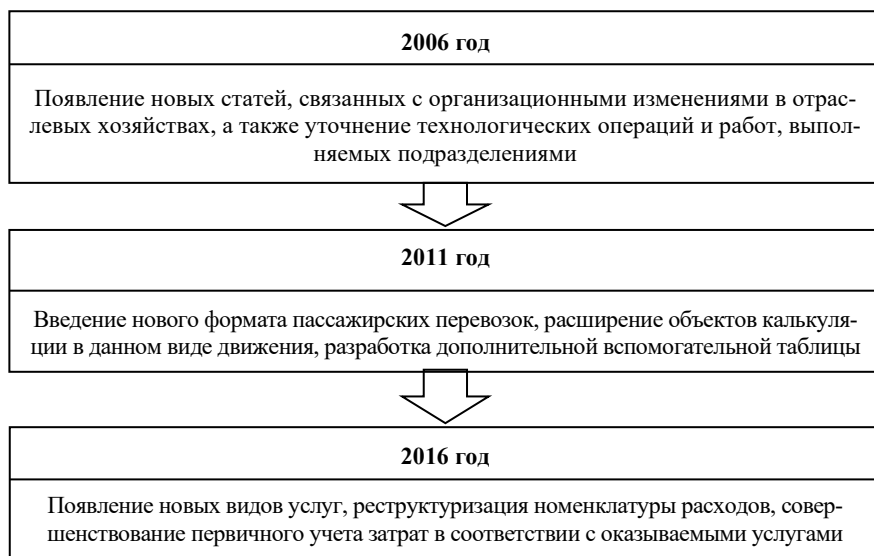 2006 год
Появление новых статей, связанных с организационными изменениями в отрас-
левых хозяйствах, а также уточнение технологических операций и работ, выпол-
няемых подразделениями
2011 год
Введение нового формата пассажирских перевозок, расширение объектов калькуля-
ции в данном виде движения, разработка дополнительной вспомогательной таблицы
2016 год
Появление новых видов услуг, реструктуризация номенклатуры расходов, совер-
шенствование первичного учета затрат в соответствии с оказываемыми услугами